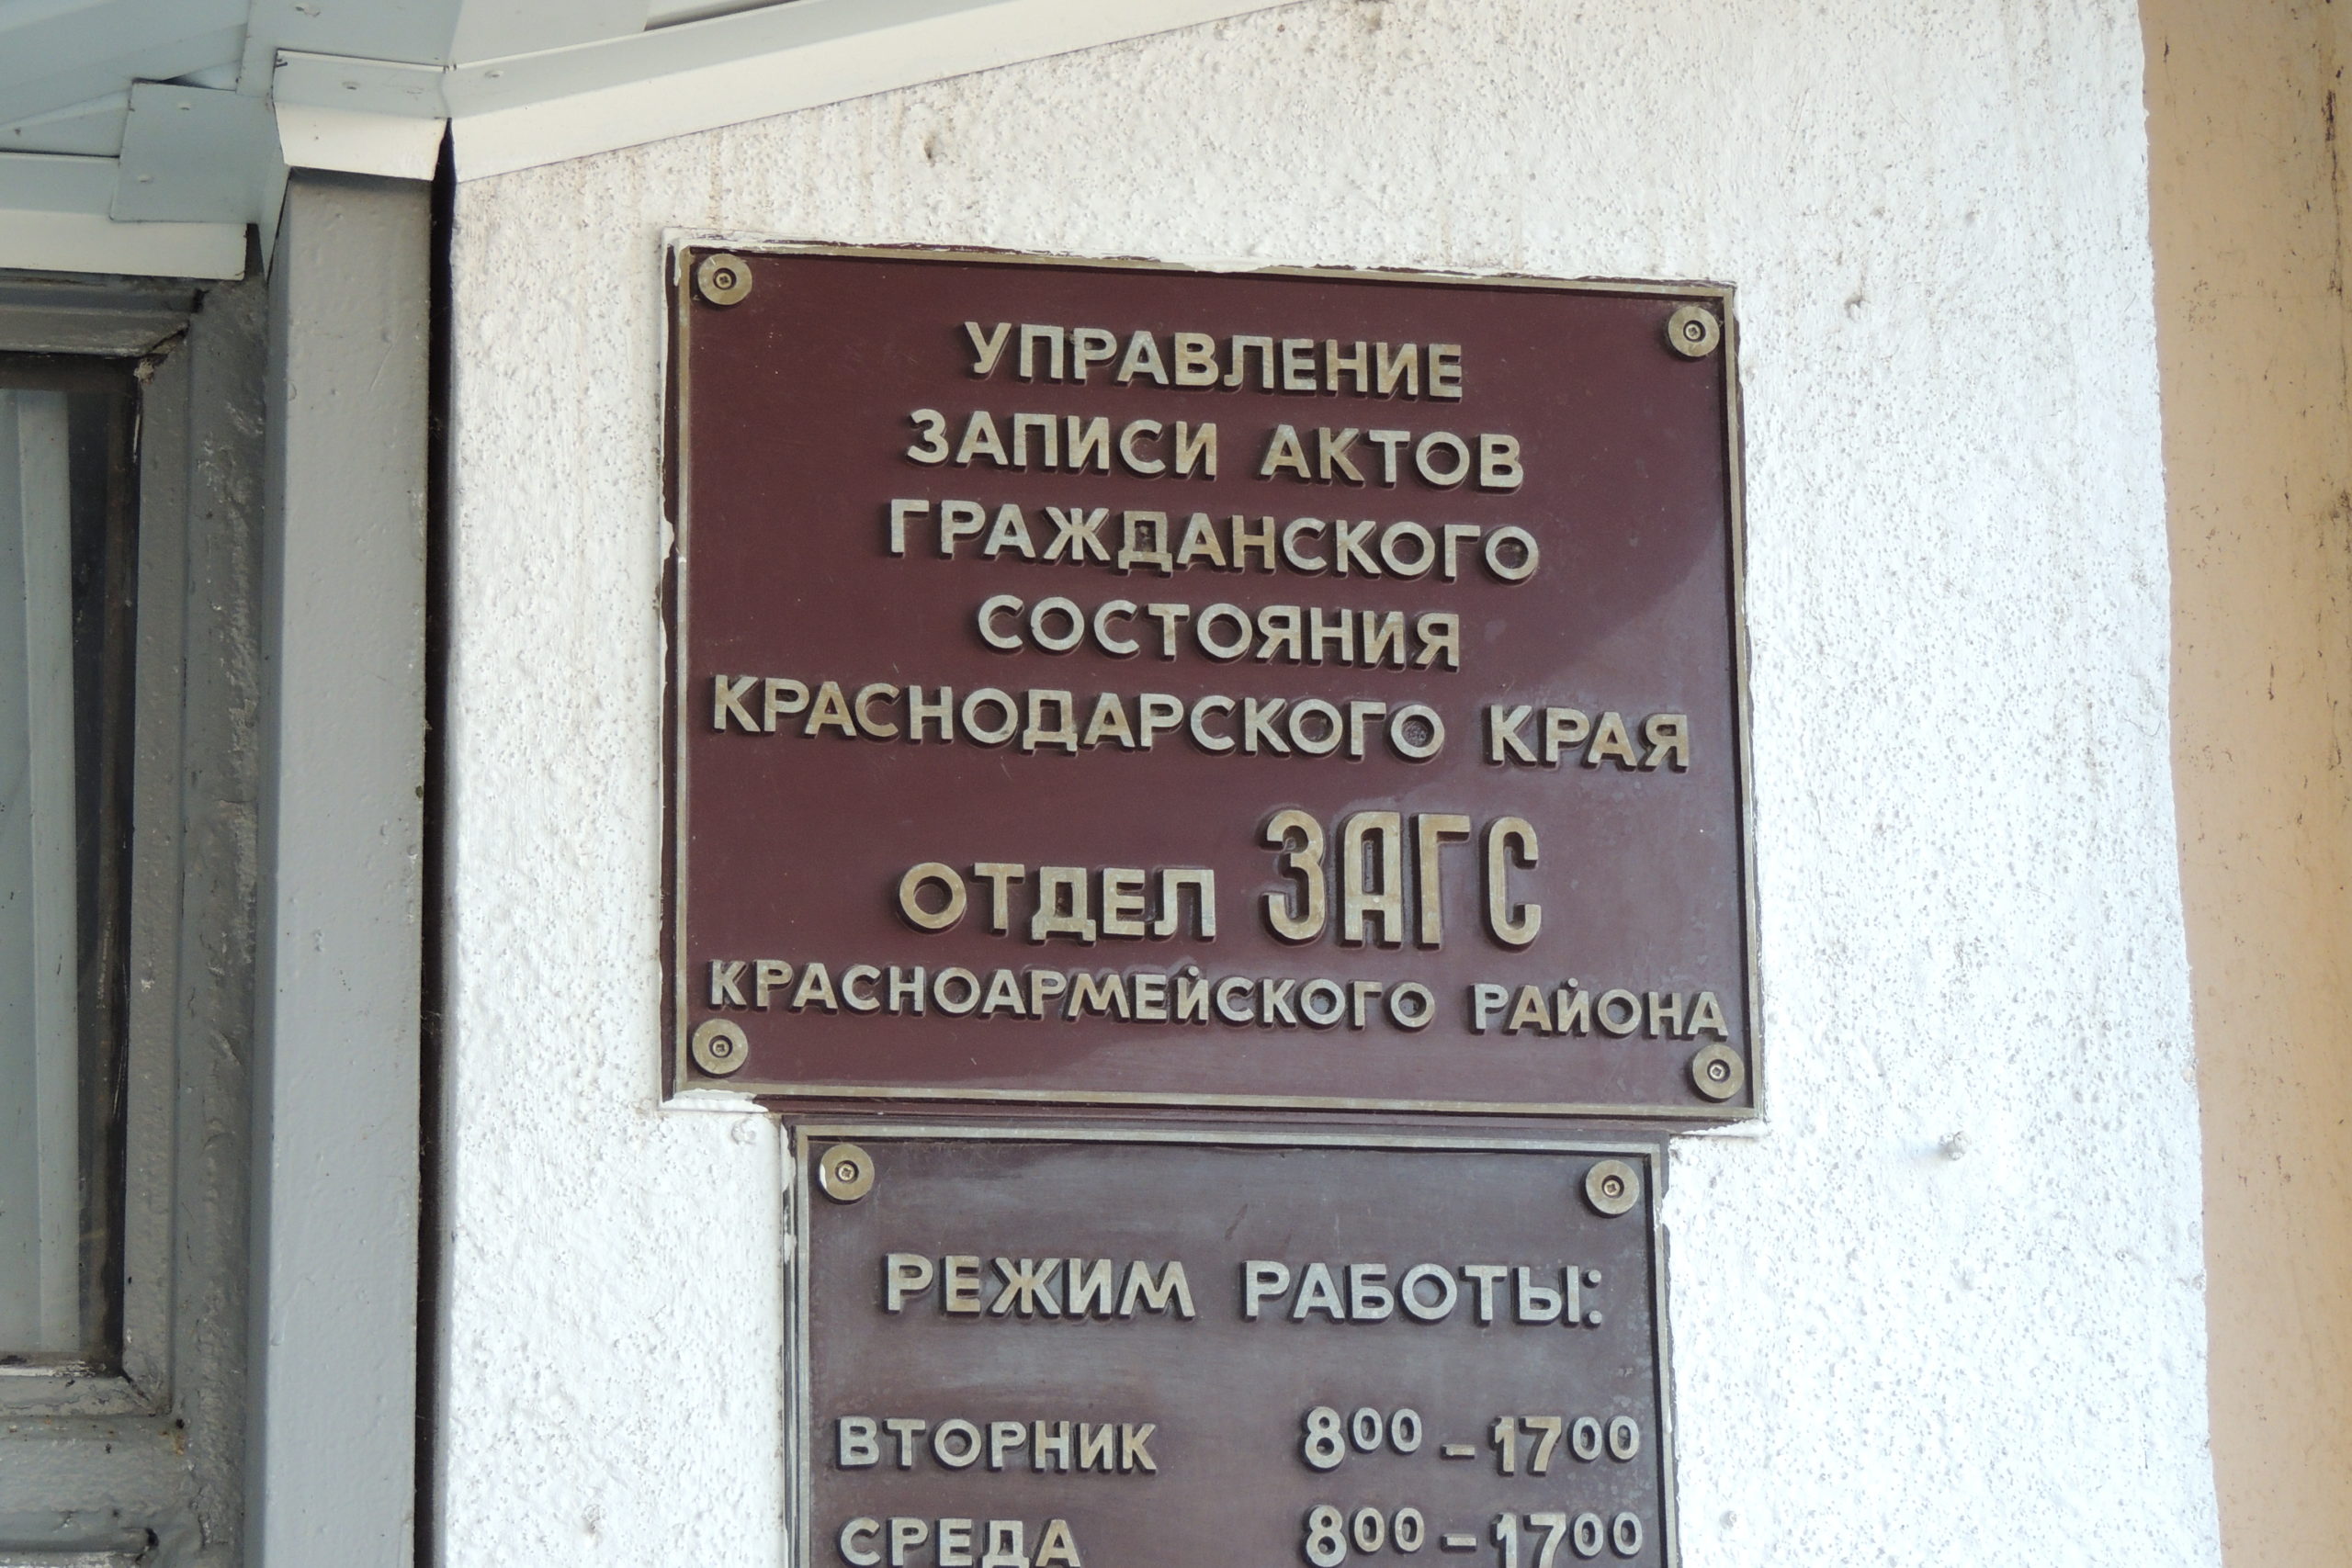 УПРАВЛЕНИЕ
ЗАПИСИ АКТОВ
ГРАЖДАНСКОГО
СОСТОЯНИЯ
КРАСНОДАРСКОГО КРАЯ
ОТДЕЛ ЗАГС
КРАСНОАРМЕЙСКОГО РАЙОНА
РЕЖИМ РАБОТЫ:
ВТОРНИК 8⁰⁰ – 17⁰⁰
СРЕДА 8⁰⁰ – 17⁰⁰